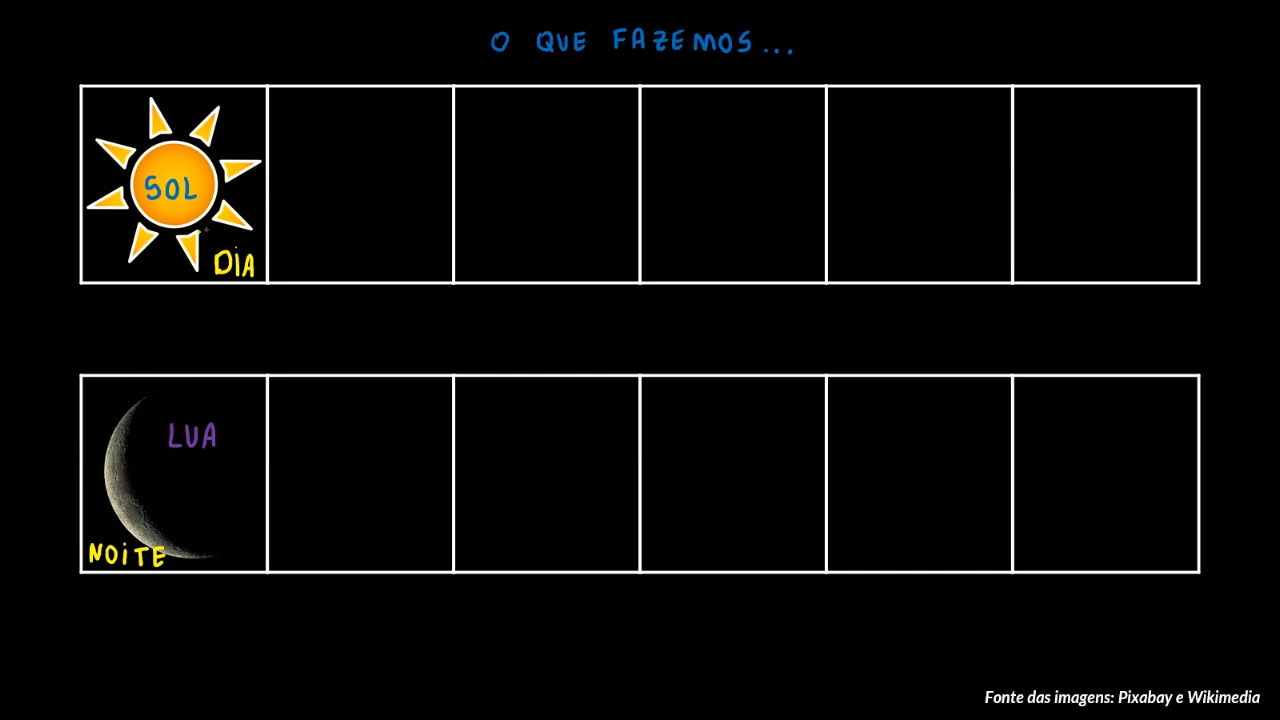 O QUE FAZEMOS...
SOL
DiA
LUA
NOiTE
Fonte das imagens: Pixabay e Wikimedia